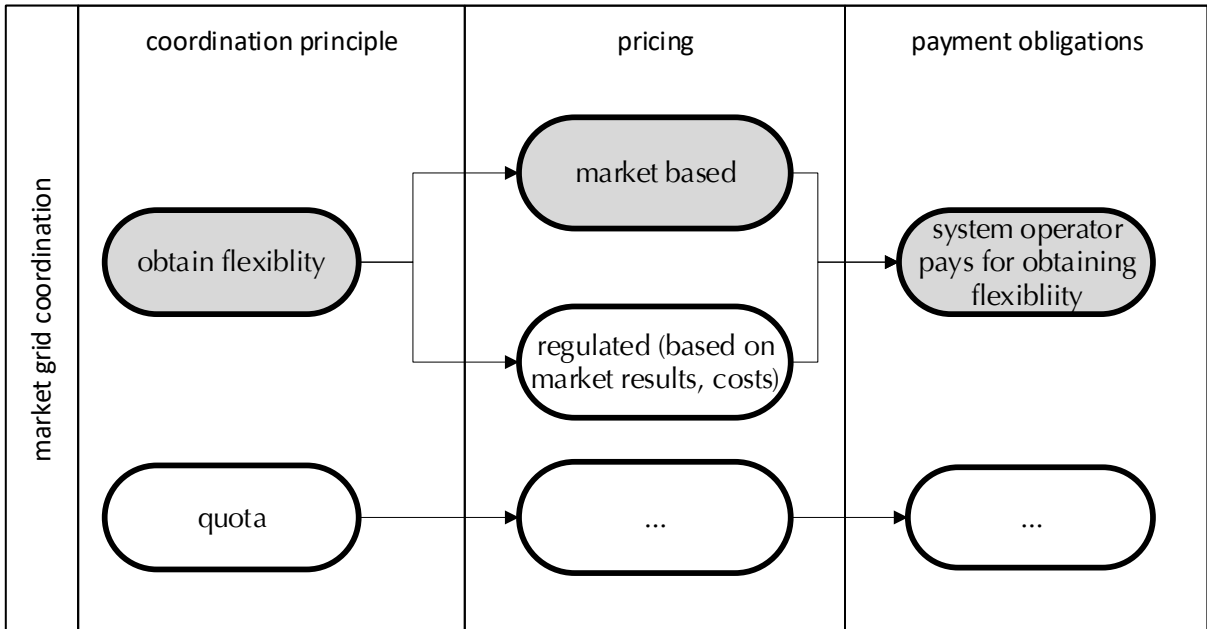 coordination principle
pricing
payment obligations
market grid coordination
obtain flexiblity
market based
regulated (based on
market results, costs)
system operator
pays for obtaining
flexibliity
quota
...
...